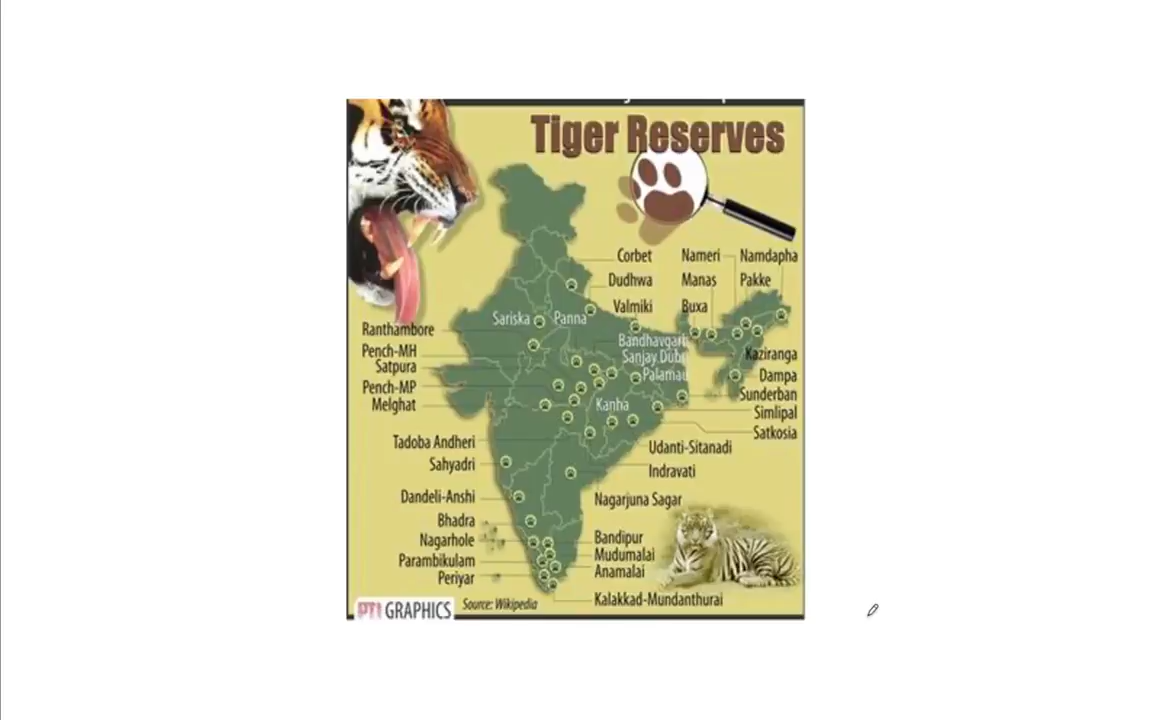 Tiger Reserves
Corbet
Nameri
Namdapha
Dudhwa
Manas
Pakke
Valmiki
Buxa
Sariska
Panna
Ranthambore
Bandhavgarh
Pench-MH
Sanjay Dubri
Kaziranga
Satpura
Palamau
Dampa
Pench-MP
Sunderban
Melghat
Kanha
Simlipal
Satkosia
Tadoba Andheri
Udanti-Sitanadi
Sahyadri
Indravati
Dandeli-Anshi
Nagarjuna Sagar
Bhadra
Nagarhole
Bandipur
Mudumalai
Parambikulam
Anamalai
Periyar
Kalakkad-Mundanthurai
PTI GRAPHICS
Source: Wikipedia